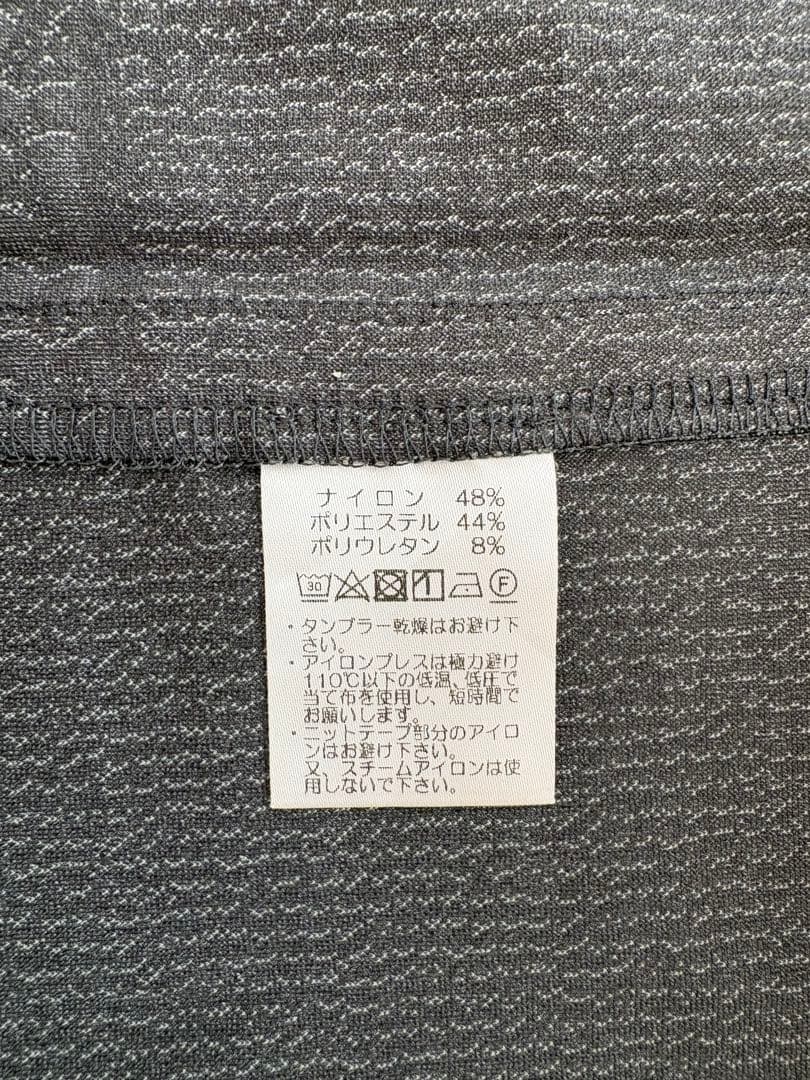 ナイロン 48%
ポリエステル 44%
ポリウレタン 8%
30 F
・タンブラー乾燥はお避け下
さい。
・アイロンプレスは極力避け
110℃以下の低温、低圧で
当て布を使用し、短時間で
お願いします。
・ニットテープ部分のアイロ
ンはお避け下さい。
又、スチームアイロンは使
用しないで下さい。